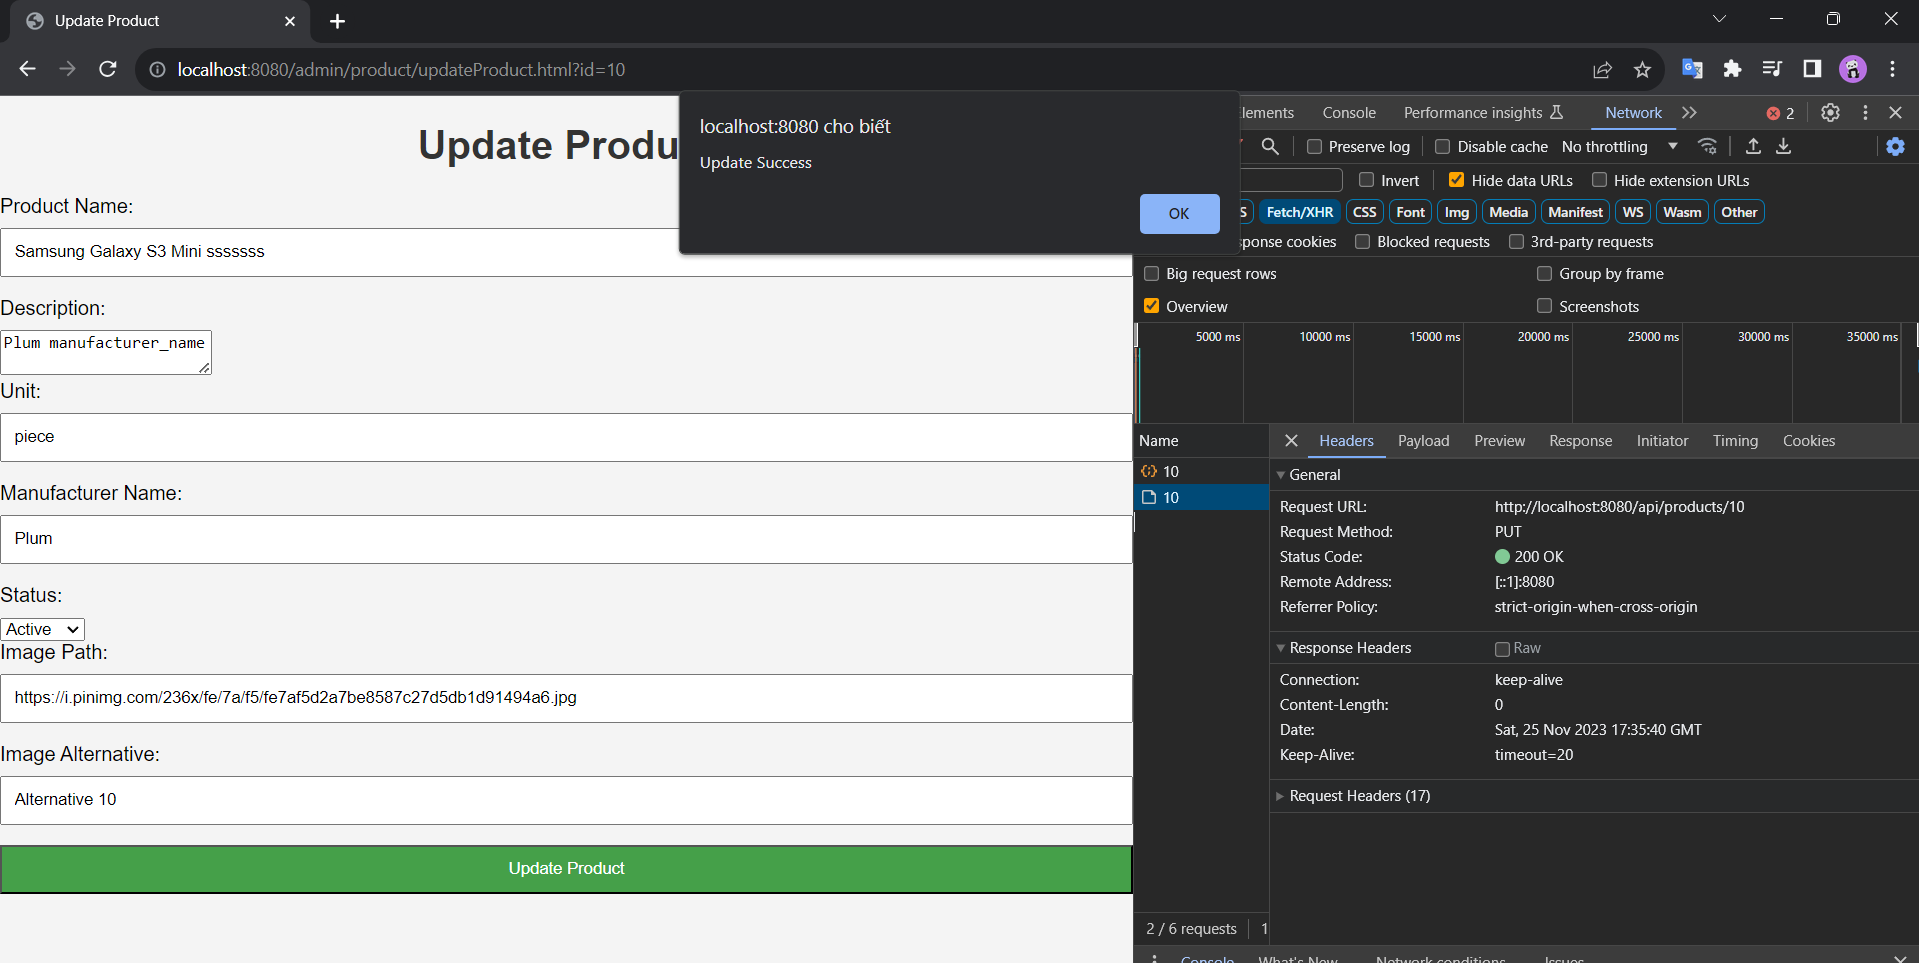 Update Product
localhost:8080/admin/product/updateProduct.html?id=10
localhost:8080 cho biết
Update Success
OK
Update Produ
Product Name:
Samsung Galaxy S3 Mini sssssss
Description:
Plum manufacturer_name
Unit:
piece
Manufacturer Name:
Plum
Status:
Active
Image Path:
https://i.pinimg.com/236x/fe/7a/f5/fe7af5d2a7be8587c27d5db1d91494a6.jpg
Image Alternative:
Alternative 10
Update Product
lements Console Performance insights Network 2
Preserve log Disable cache No throttling
Invert Hide data URLs Hide extension URLs
S Fetch/XHR CSS Font Img Media Manifest WS Wasm Other
sponse cookies Blocked requests 3rd-party requests
Big request rows Group by frame
Overview Screenshots
5000 ms 10000 ms 15000 ms 20000 ms 25000 ms 30000 ms 35000 ms
Name Headers Payload Preview Response Initiator Timing Cookies
10
10
General
Request URL: http://localhost:8080/api/products/10
Request Method: PUT
Status Code: 200 OK
Remote Address: [::1]:8080
Referrer Policy: strict-origin-when-cross-origin
Response Headers Raw
Connection: keep-alive
Content-Length: 0
Date: Sat, 25 Nov 2023 17:35:40 GMT
Keep-Alive: timeout=20
Request Headers (17)
2 / 6 requests 1
Console What's New Network conditions Issues